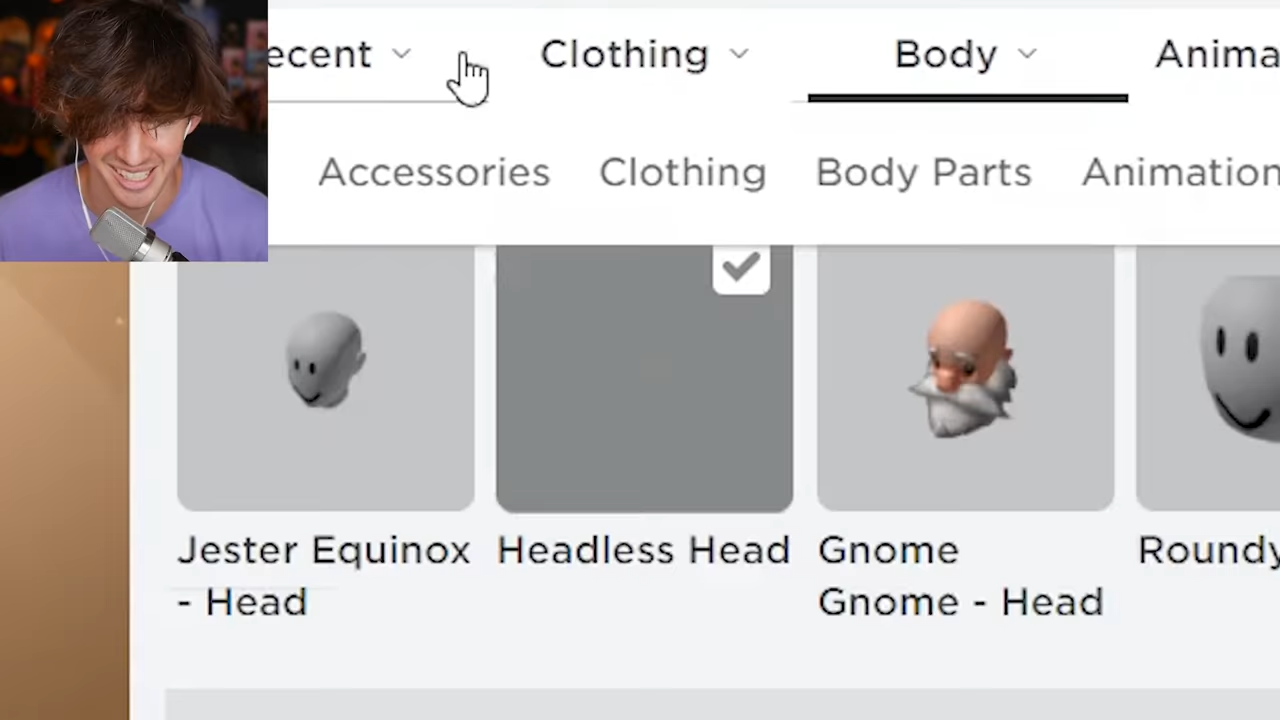 ecent Clothing Body Anima
Accessories Clothing Body Parts Animation
Jester Equinox
- Head
Headless Head
Gnome
Gnome - Head
Roundy